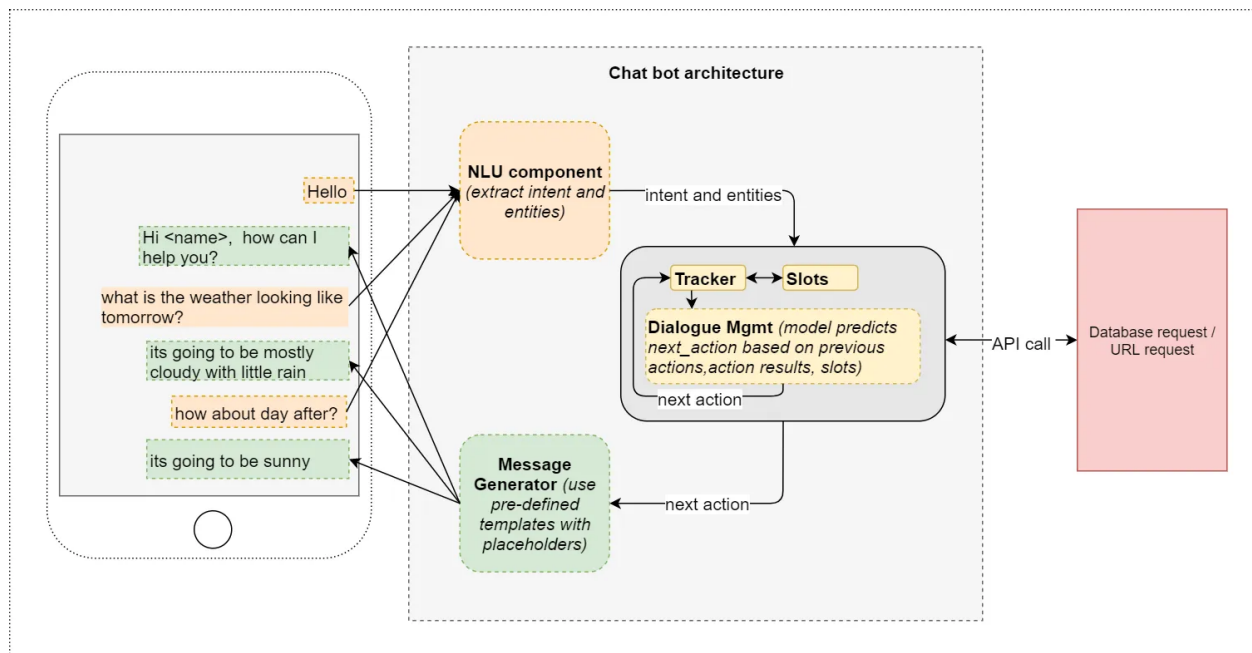 Chat bot architecture
Hello
Hi <name>,  how can I
help you?
what is the weather looking like
tomorrow?
its going to be mostly
cloudy with little rain
how about day after?
its going to be sunny
NLU component
(extract intent and
entities)
intent and entities
Tracker
Slots
Dialogue Mgmt (model predicts
next_action based on previous
actions,action results, slots)
next action
API call
Database request /
URL request
next action
Message
Generator (use
pre-defined
templates with
placeholders)